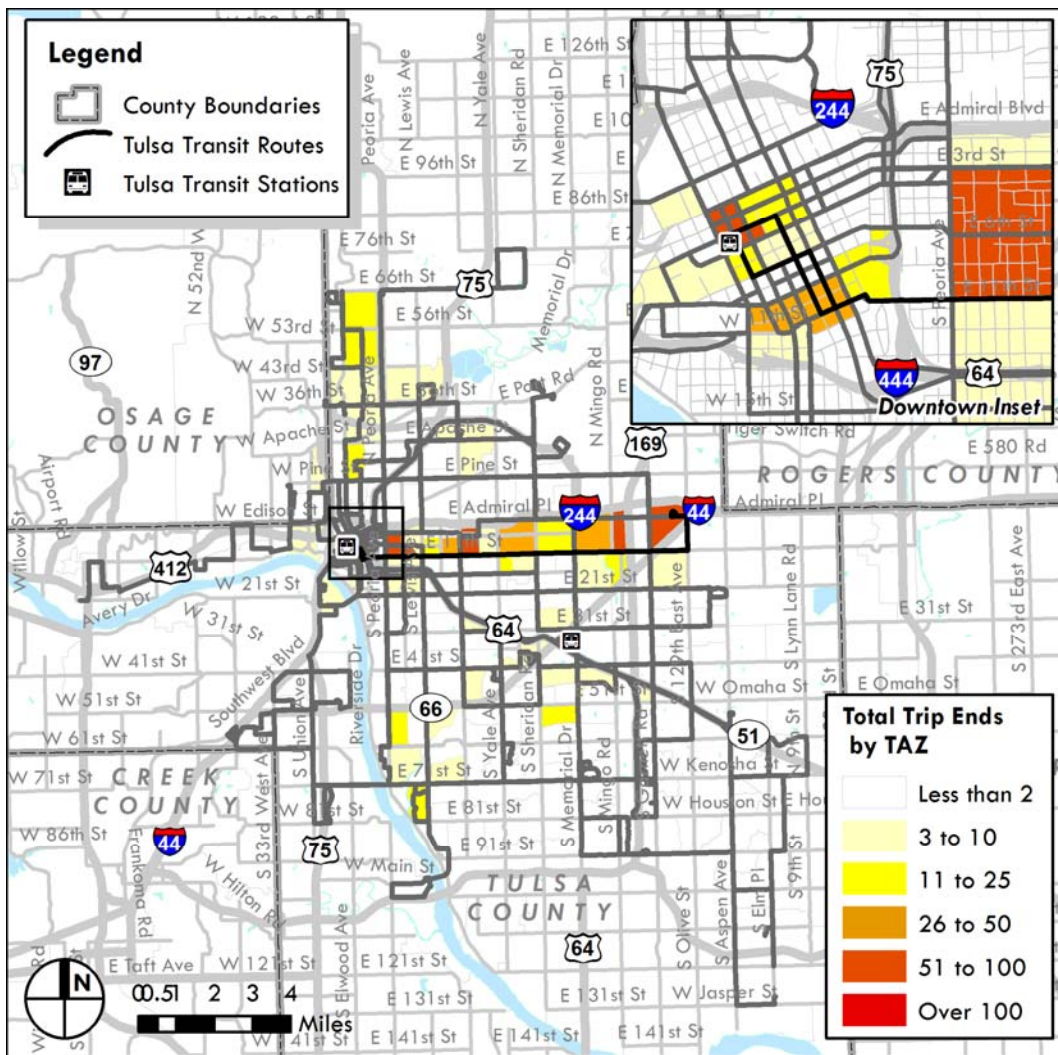 Legend
County Boundaries
Tulsa Transit Routes
Tulsa Transit Stations
Peoria Ave
N Lewis Ave
N Yale Ave
N Sheridan Rd
N Memorial Dr
E 126th St
E 96th St
E 86th St
E 76th St
E 66th St
75
E 56th St
W 53rd St
W 43rd St
W 36th St
Memorial Dr
N Mingo Rd
97
OSAGE
COUNTY
N Peoria Ave
W Apache St
E Apache St
E Pine St
169
Tiger Switch Rd
E 580 Rd
ROGERS COUNTY
Airport Rd
W Edison St
E Admiral Pl
244
44
Admiral Pl
Willow St
412
W 21st St
E 21st St
Avery Dr
W 31st St
E 31st St
W 41st St
64
S Lynn Lane Rd
E 31st St
S 273rd East Ave
S 129th East Ave
W 51st St
Southwest Blvd
Riverside Dr
66
E 51st St
W Omaha St
E Omaha St
W 61st St
S Union Ave
S Yale Ave
S Sheridan Rd
51
W 71st St
E 71st St
S Memorial Dr
S Mingo Rd
W Kenosha St
CREEK
COUNTY
S 33rd West Ave
W 81st St
E 81st St
W Houston St
W 86th St
44
75
E 91st St
Frankoma Rd
W Hilton Rd
W Main St
TULSA
COUNTY
S Olive St
S Aspen Ave
S Elm Pl
S 9th St
64
E Taft Ave
W 121st St
S Elwood Ave
E 121st St
E 131st St
E 131st St
W Jasper St
W 141st St
E 141st St
E 141st St
E 141st St
N
0 0.5 1 2 3 4
Miles
75
244
E Admiral Blvd
E 3rd St
E 6th St
S Peoria Ave
444
64
W 15th St
Downtown Inset
Total Trip Ends
by TAZ
Less than 2
3 to 10
11 to 25
26 to 50
51 to 100
Over 100